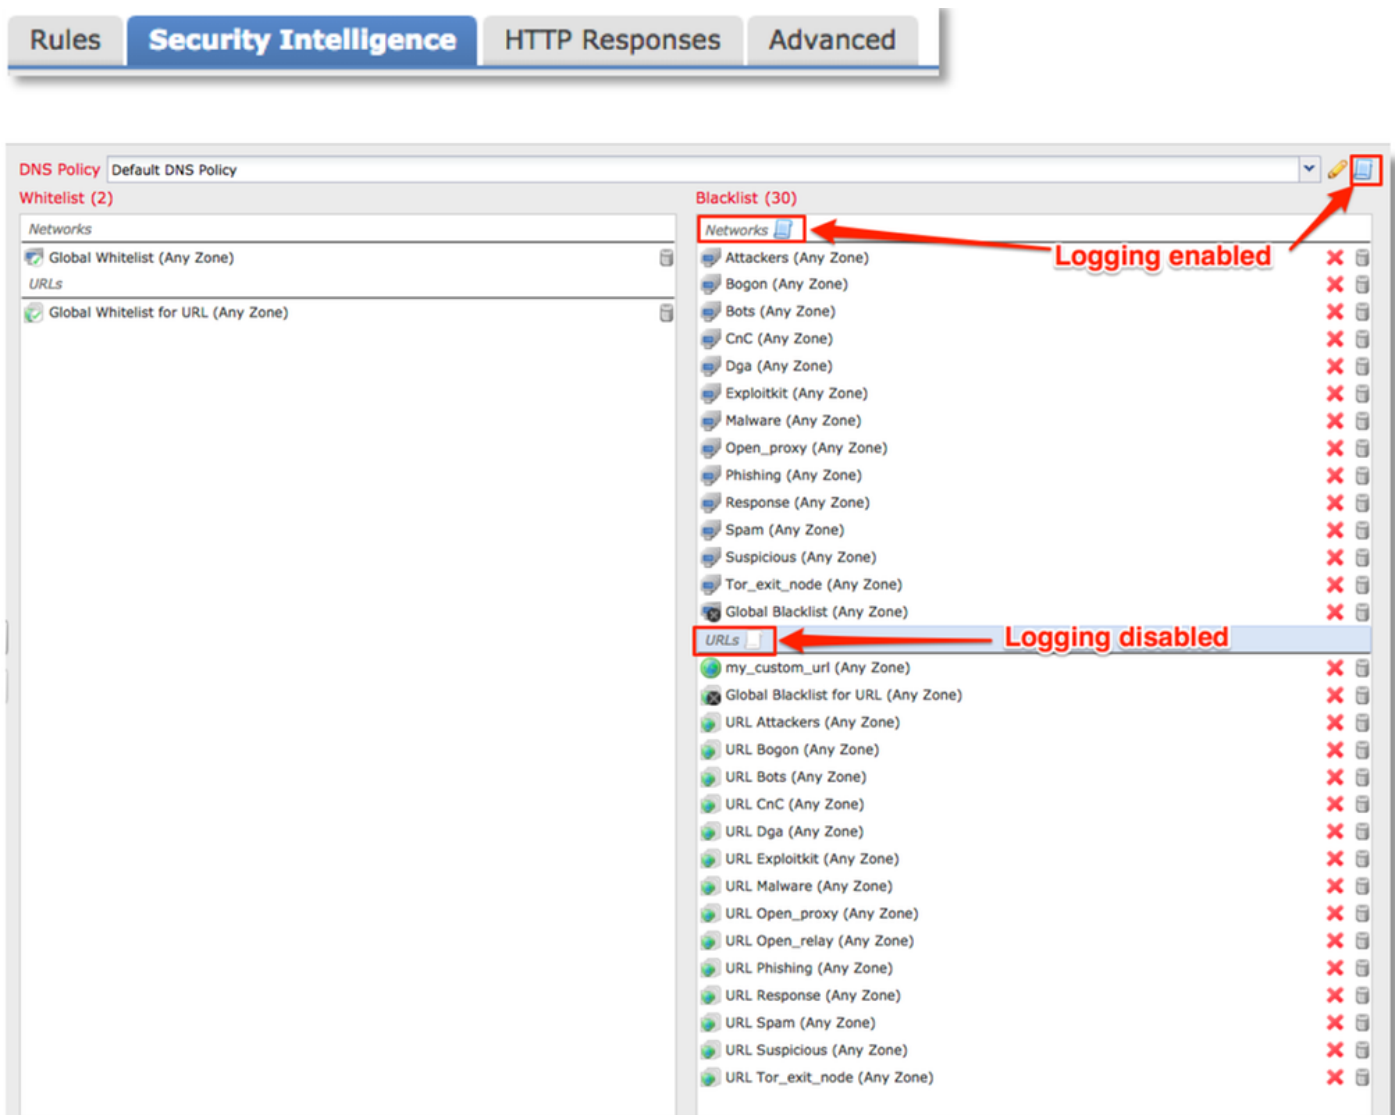 Rules Security Intelligence HTTP Responses Advanced
DNS Policy Default DNS Policy
Whitelist (2)
Networks
Global Whitelist (Any Zone)
URLs
Global Whitelist for URL (Any Zone)
Blacklist (30)
Networks
Logging enabled
Attackers (Any Zone)
Bogon (Any Zone)
Bots (Any Zone)
CnC (Any Zone)
Dga (Any Zone)
Exploitkit (Any Zone)
Malware (Any Zone)
Open_proxy (Any Zone)
Phishing (Any Zone)
Response (Any Zone)
Spam (Any Zone)
Suspicious (Any Zone)
Tor_exit_node (Any Zone)
Global Blacklist (Any Zone)
URLs
Logging disabled
my_custom_url (Any Zone)
Global Blacklist for URL (Any Zone)
URL Attackers (Any Zone)
URL Bogon (Any Zone)
URL Bots (Any Zone)
URL CnC (Any Zone)
URL Dga (Any Zone)
URL Exploitkit (Any Zone)
URL Malware (Any Zone)
URL Open_proxy (Any Zone)
URL Open_relay (Any Zone)
URL Phishing (Any Zone)
URL Response (Any Zone)
URL Spam (Any Zone)
URL Suspicious (Any Zone)
URL Tor_exit_node (Any Zone)